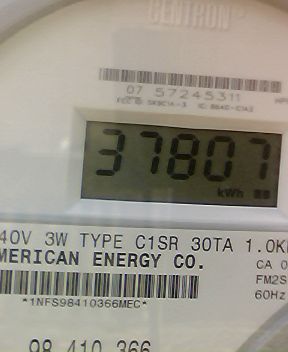 CENTRON
07 57245311
37807
kWh
40V 3W TYPE C1SR 30TA 1.0K
MERICAN ENERGY CO.
CA 0
FM2S
60Hz
*1NFS98410366MEC*
98 410 366